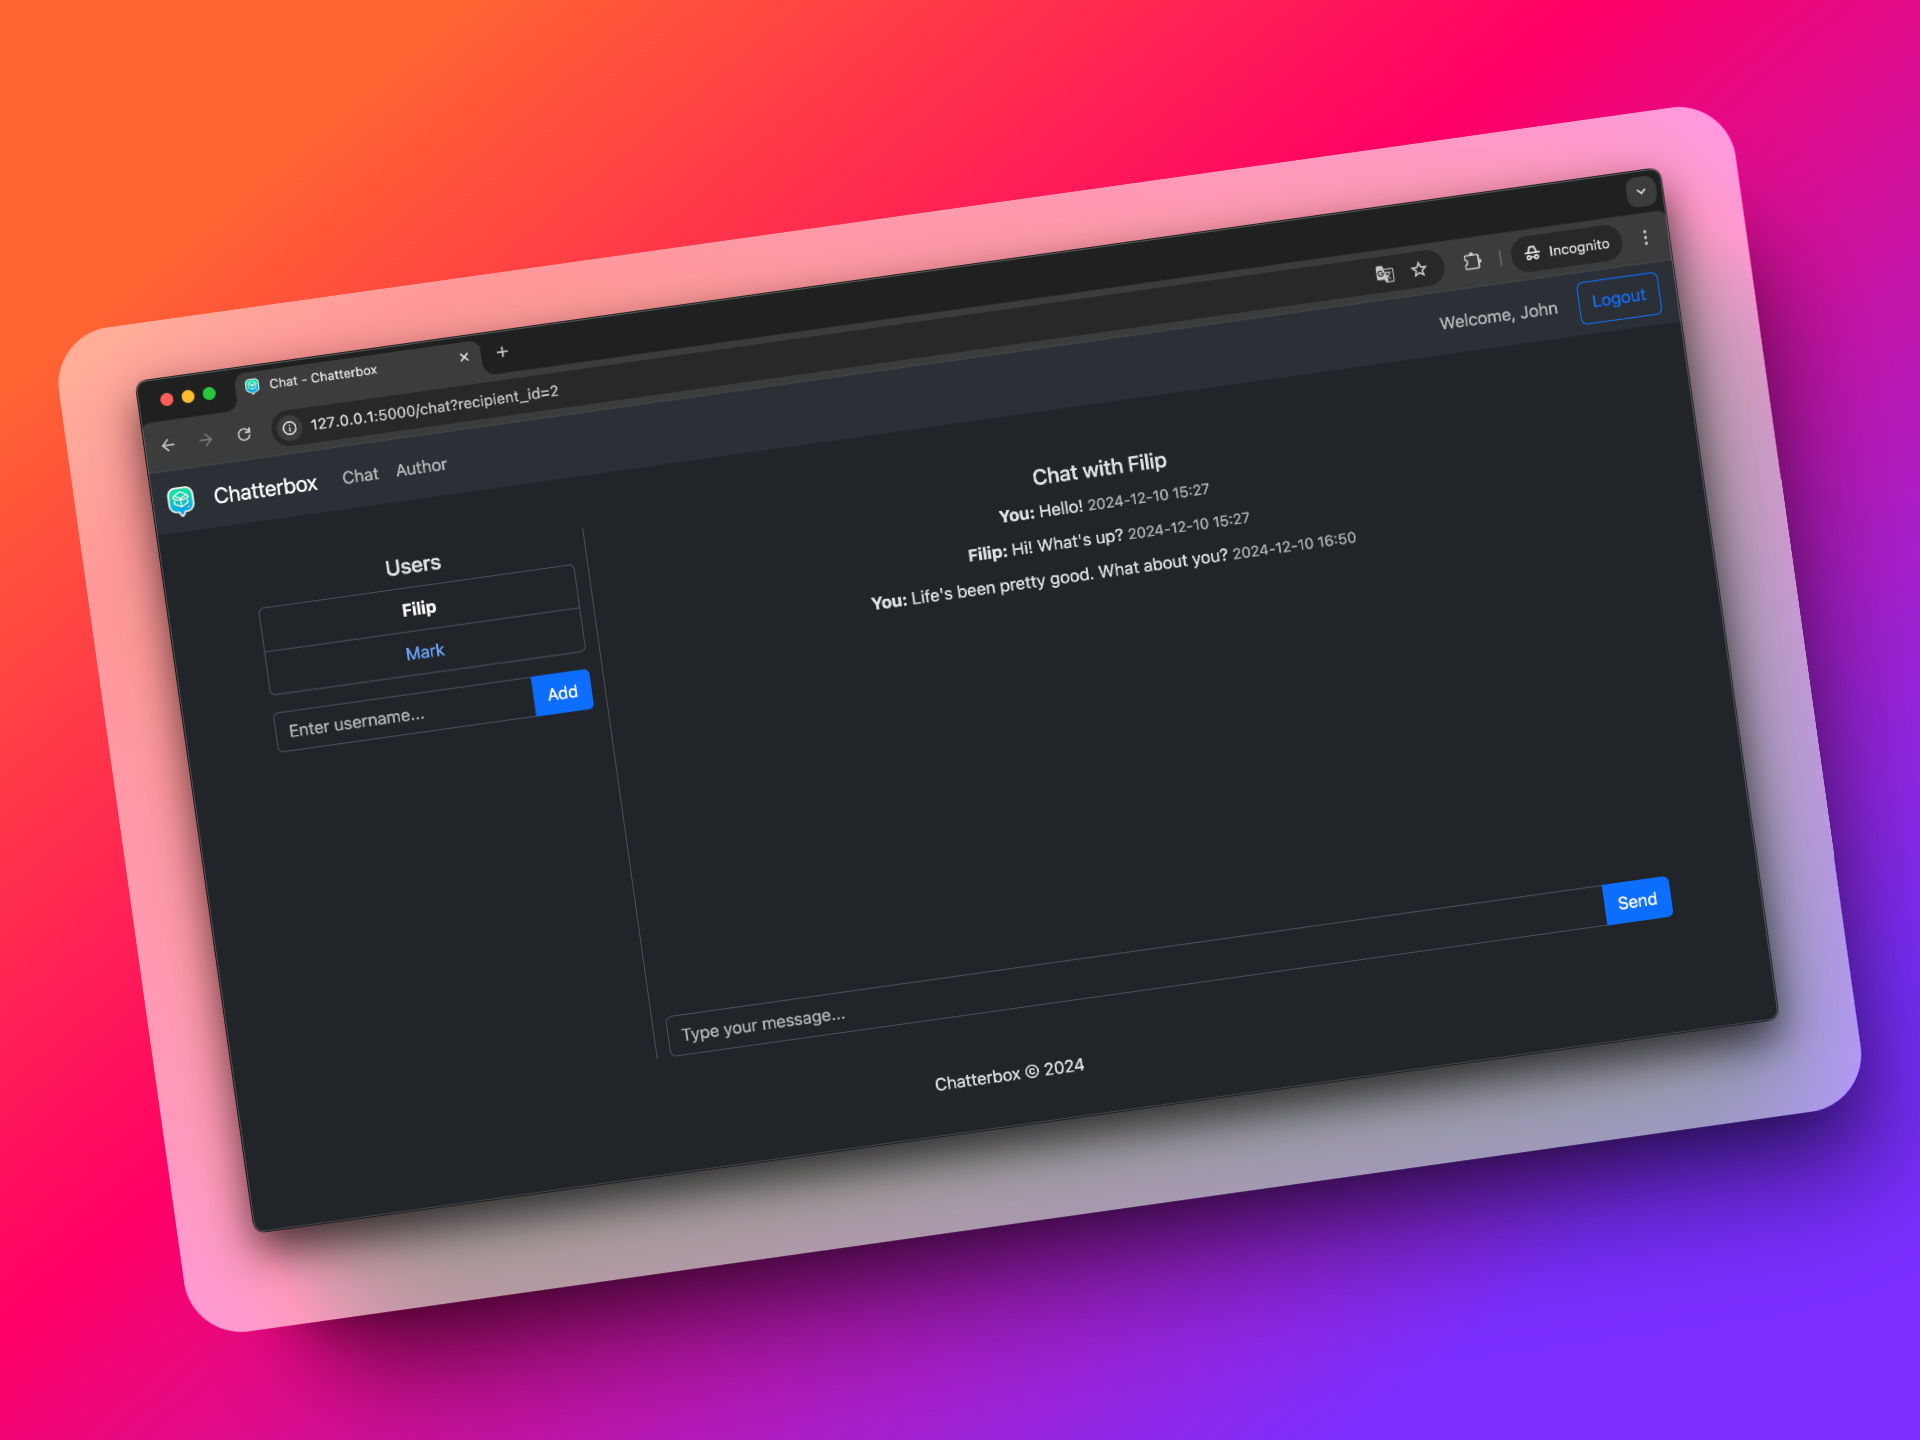 Chat - Chatterbox
127.0.0.1:5000/chat?recipient_id=2
Incognito
Chatterbox Chat Author
Welcome, John Logout
Users
Filip
Mark
Enter username... Add
Chat with Filip
You: Hello! 2024-12-10 15:27
Filip: Hi! What's up? 2024-12-10 15:27
You: Life's been pretty good. What about you? 2024-12-10 16:50
Type your message... Send
Chatterbox © 2024